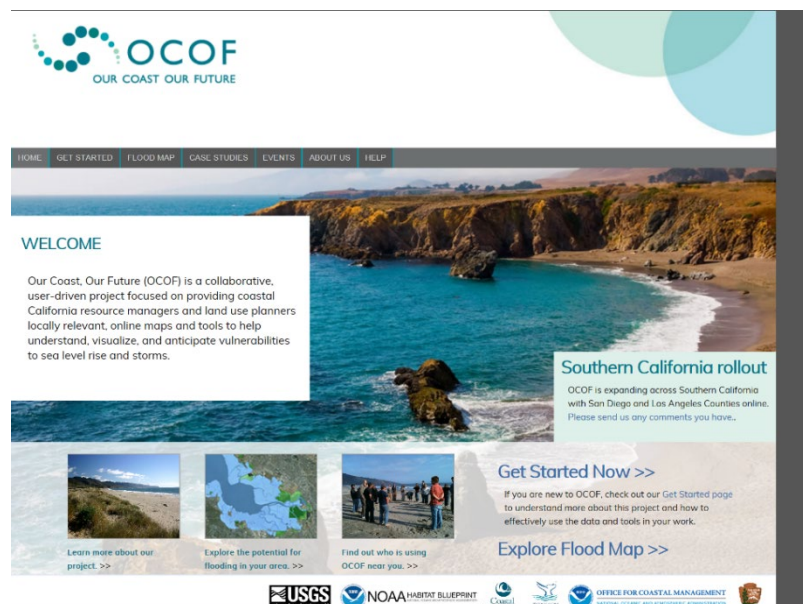 OCOF
OUR COAST OUR FUTURE
HOME GET STARTED FLOOD MAP CASE STUDIES EVENTS ABOUT US HELP
WELCOME
Our Coast, Our Future (OCOF) is a collaborative,
user-driven project focused on providing coastal
California resource managers and land use planners
locally relevant, online maps and tools to help
understand, visualize, and anticipate vulnerabilities
to sea level rise and storms.
Southern California rollout
OCOF is expanding across Southern California
with San Diego and Los Angeles Counties online.
Please send us any comments you have..
Learn more about our
project. >>
Explore the potential for
flooding in your area. >>
Find out who is using
OCOF near you. >>
Get Started Now >>
If you are new to OCOF, check out our Get Started page
to understand more about this project and how to
effectively use the data and tools in your work.
Explore Flood Map >>
USGS
NOAA HABITAT BLUEPRINT
OFFICE FOR COASTAL MANAGEMENT